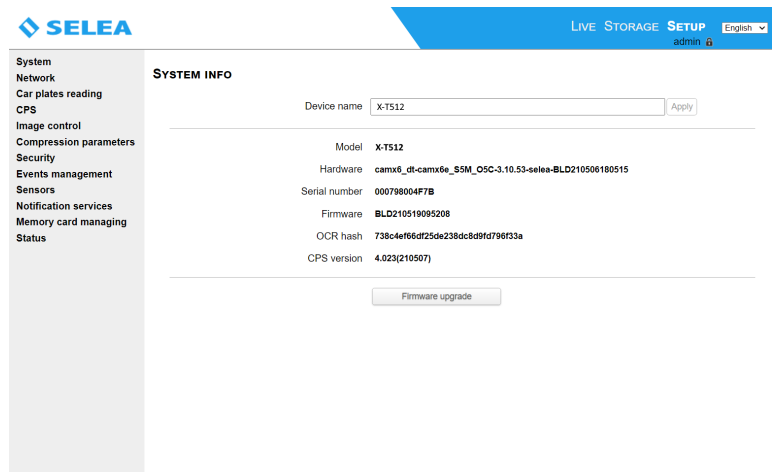 SELEA
LIVE STORAGE SETUP English
admin
System
Network
Car plates reading
CPS
Image control
Compression parameters
Security
Events management
Sensors
Notification services
Memory card managing
Status
SYSTEM INFO
Device name X-T512 Apply
Model X-T512
Hardware camx6_dt-camx6e_S5M_O5C-3.10.53-selea-BLD210506180515
Serial number 000798004F7B
Firmware BLD210519095208
OCR hash 738c4ef66df25de238dc8d9fd796f33a
CPS version 4.023(210507)
Firmware upgrade